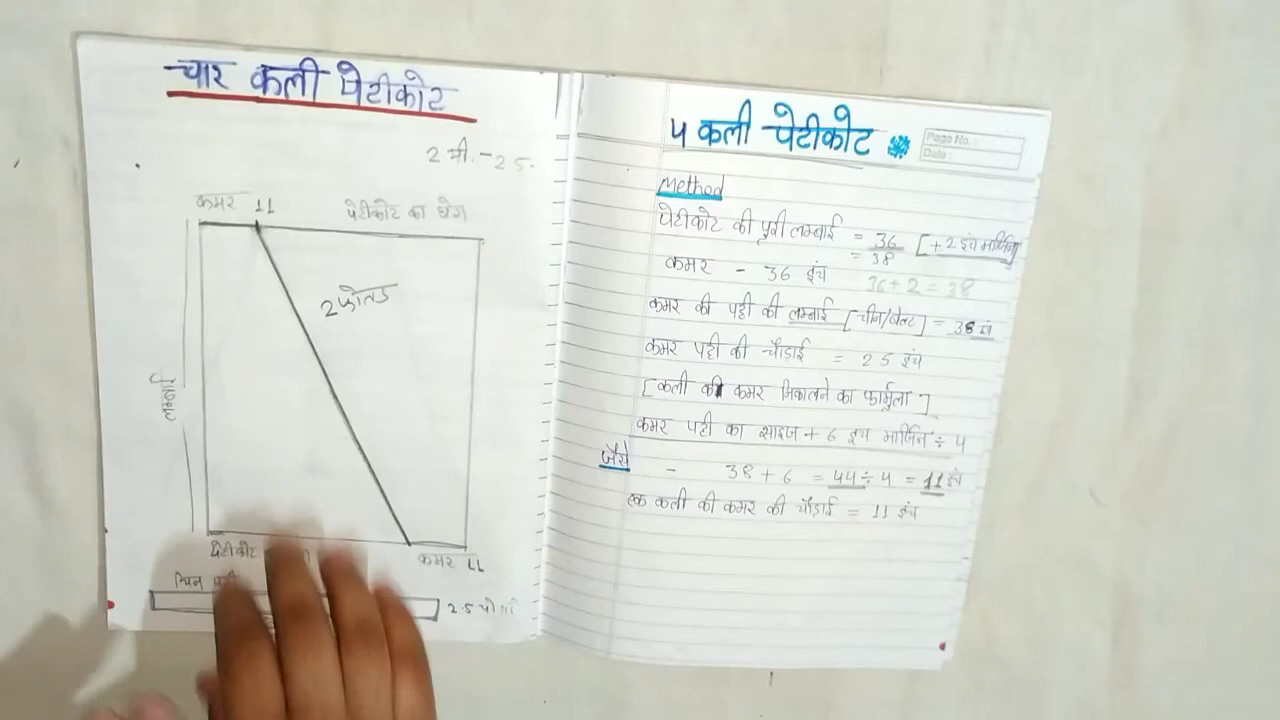 चार कली पेटीकोट
2 मी. - 25-
कमर 11 पेटीकोट का घेरा
2 फोल्ड
लम्बाई
पेटीकोट
कमर 11
2.5 चौ
4 कली पेटीकोट
Page No.
Date :
Method
पेटीकोट की पूरी लम्बाई = 36 [+2 इंच मार्जिन]
= 38
कमर - 36 इंच 36+2 = 38
कमर की पट्टी की लम्बाई [चीन/बेल्ट] = 38 इंच
कमर पट्टी की चौड़ाई = 2.5 इंच
[कली की कमर निकालने का फार्मूला]
कमर पट्टी का साइज + 6 इंच मार्जिन ÷ 4
जैसे - 38 + 6 = 44 ÷ 4 = 11 इंच
एक कली की कमर की चौड़ाई = 11 इंच